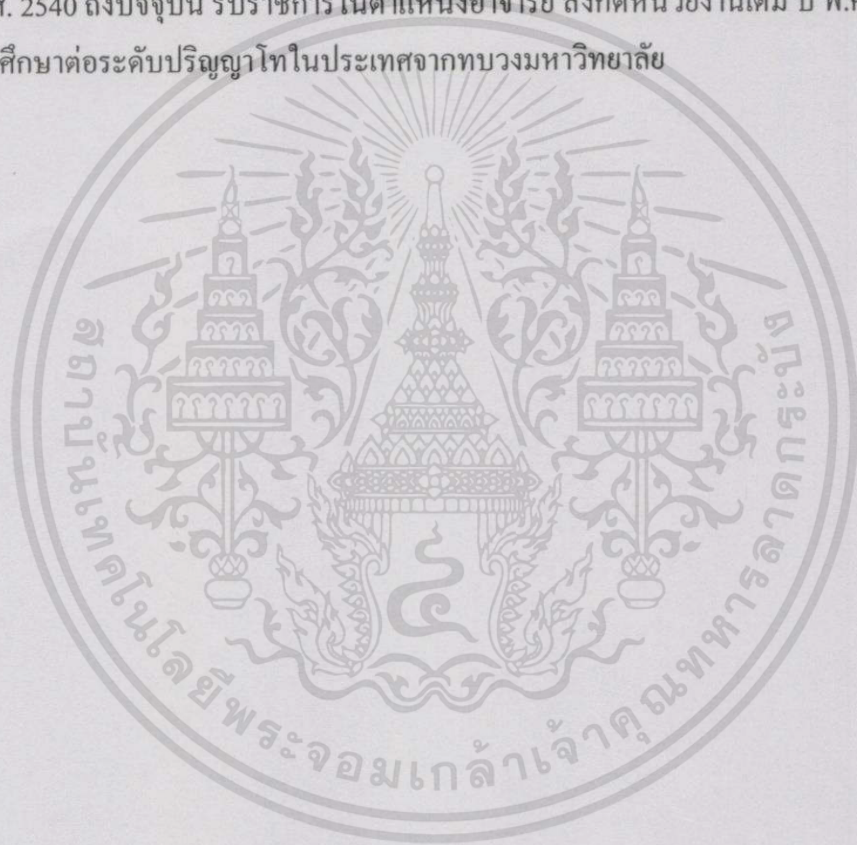 2540 ถึงปัจจุบัน รับราชการในตำแหน่งอาจารย์ สังกัดหน่วยงานเดิม ปี
ศึกษาต่อระดับปริญญาโทในประเทศจากทบวงมหาวิทยาลัย
๔
สถาบันเทคโนโลยีพระจอมเกล้าเจ้าคุณทหารลาดกระบัง